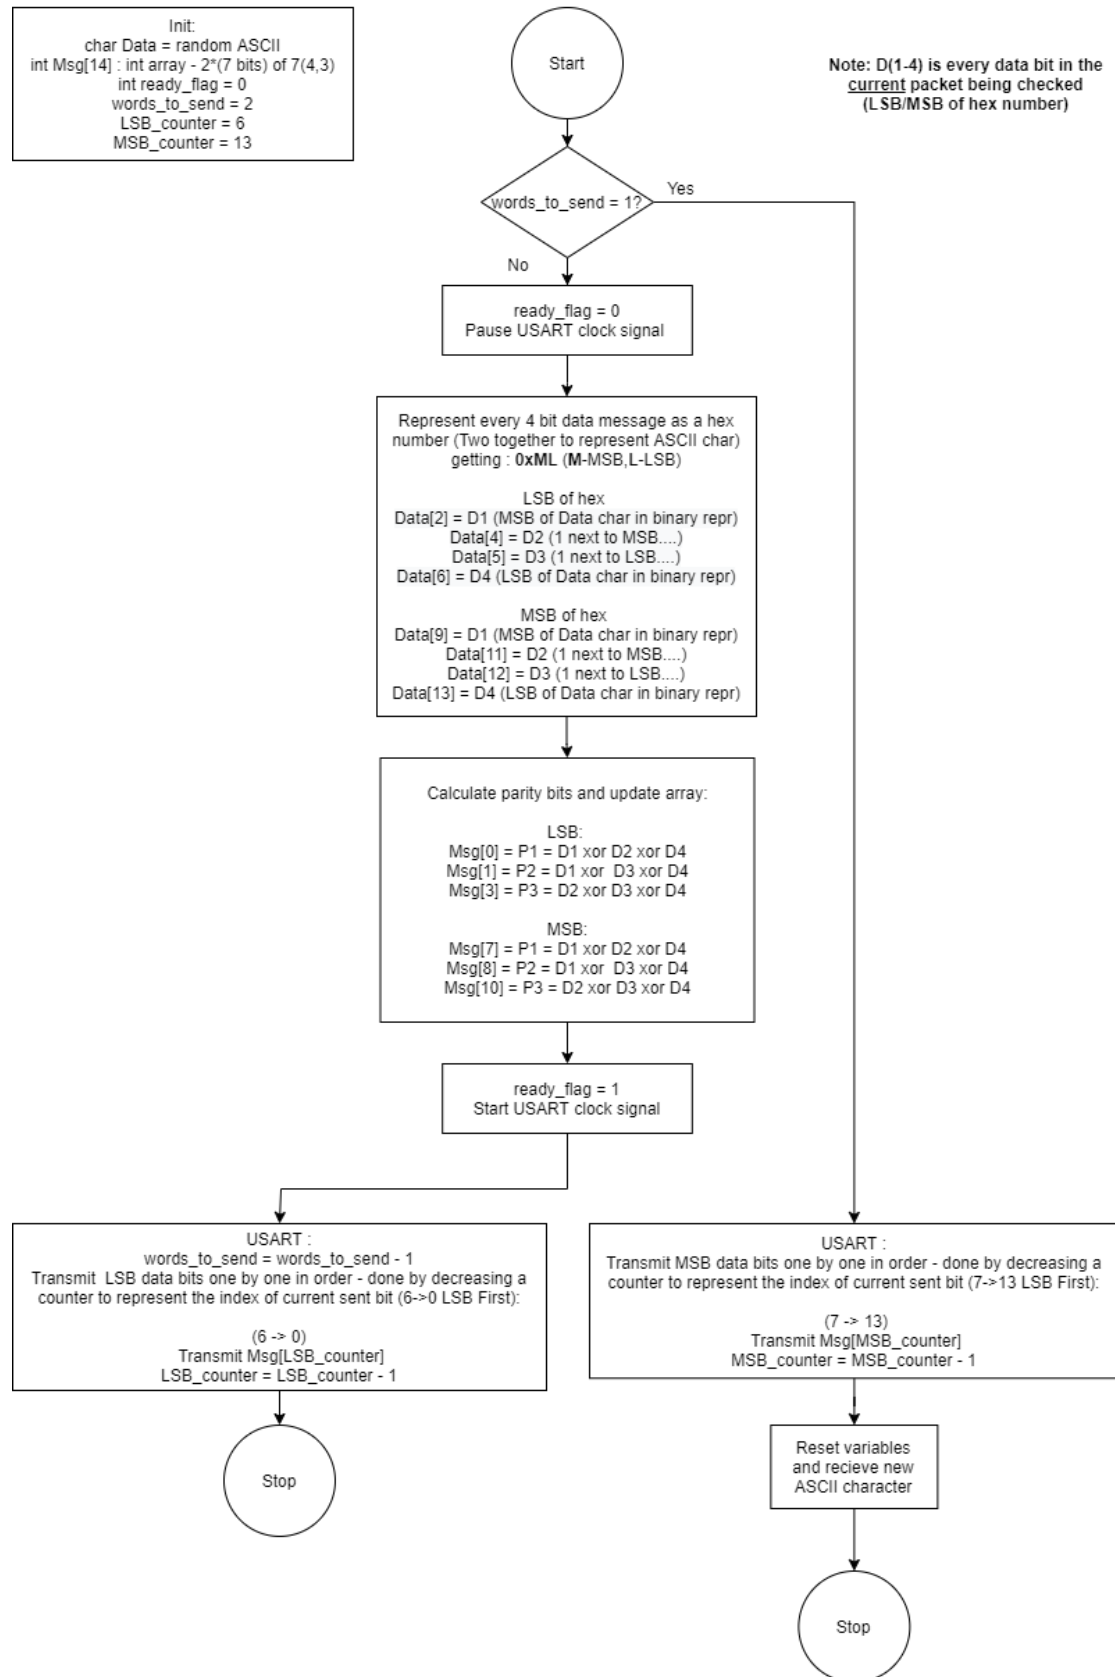 Init:
char Data = random ASCII
int Msg[14] : int array - 2*(7 bits) of 7(4,3)
int ready_flag = 0
words_to_send = 2
LSB_counter = 6
MSB_counter = 13
Start
Note: D(1-4) is every data bit in the
current packet being checked
(LSB/MSB of hex number)
words_to_send = 1?
Yes
No
ready_flag = 0
Pause USART clock signal
Represent every 4 bit data message as a hex
number (Two together to represent ASCII char)
getting : 0xML (M-MSB,L-LSB)
LSB of hex
Data[2] = D1 (MSB of Data char in binary repr)
Data[4] = D2 (1 next to MSB....)
Data[5] = D3 (1 next to LSB....)
Data[6] = D4 (LSB of Data char in binary repr)
MSB of hex
Data[9] = D1 (MSB of Data char in binary repr)
Data[11] = D2 (1 next to MSB....)
Data[12] = D3 (1 next to LSB....)
Data[13] = D4 (LSB of Data char in binary repr)
Calculate parity bits and update array:
LSB:
Msg[0] = P1 = D1 xor D2 xor D4
Msg[1] = P2 = D1 xor  D3 xor D4
Msg[3] = P3 = D2 xor D3 xor D4
MSB:
Msg[7] = P1 = D1 xor D2 xor D4
Msg[8] = P2 = D1 xor  D3 xor D4
Msg[10] = P3 = D2 xor D3 xor D4
ready_flag = 1
Start USART clock signal
USART :
words_to_send = words_to_send - 1
Transmit  LSB data bits one by one in order - done by decreasing a
counter to represent the index of current sent bit (6->0 LSB First):
(6 -> 0)
Transmit Msg[LSB_counter]
LSB_counter = LSB_counter - 1
Stop
USART :
Transmit MSB data bits one by one in order - done by decreasing a
counter to represent the index of current sent bit (7->13 LSB First):
(7 -> 13)
Transmit Msg[MSB_counter]
MSB_counter = MSB_counter - 1
Reset variables
and recieve new
ASCII character
Stop